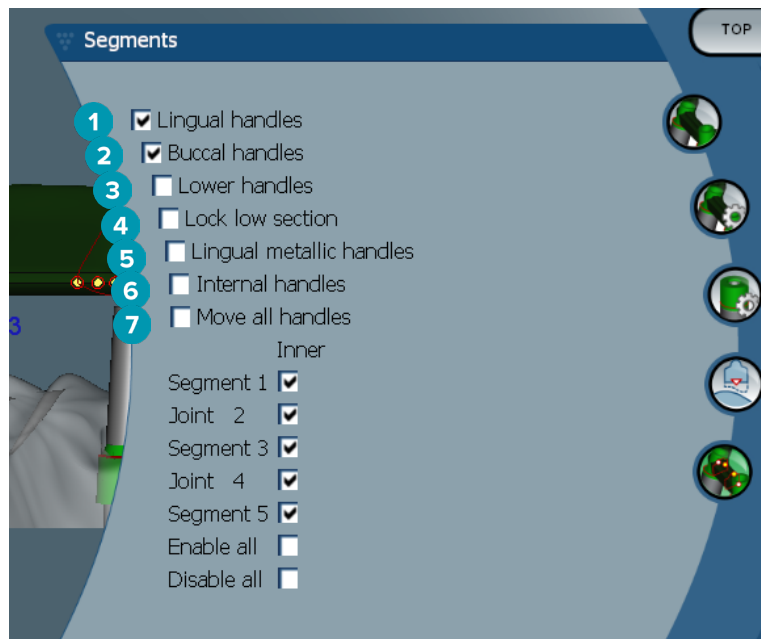 Segments
TOP
1 Lingual handles
2 Buccal handles
3 Lower handles
4 Lock low section
5 Lingual metallic handles
6 Internal handles
7 Move all handles
3
Inner
Segment 1
Joint 2
Segment 3
Joint 4
Segment 5
Enable all
Disable all